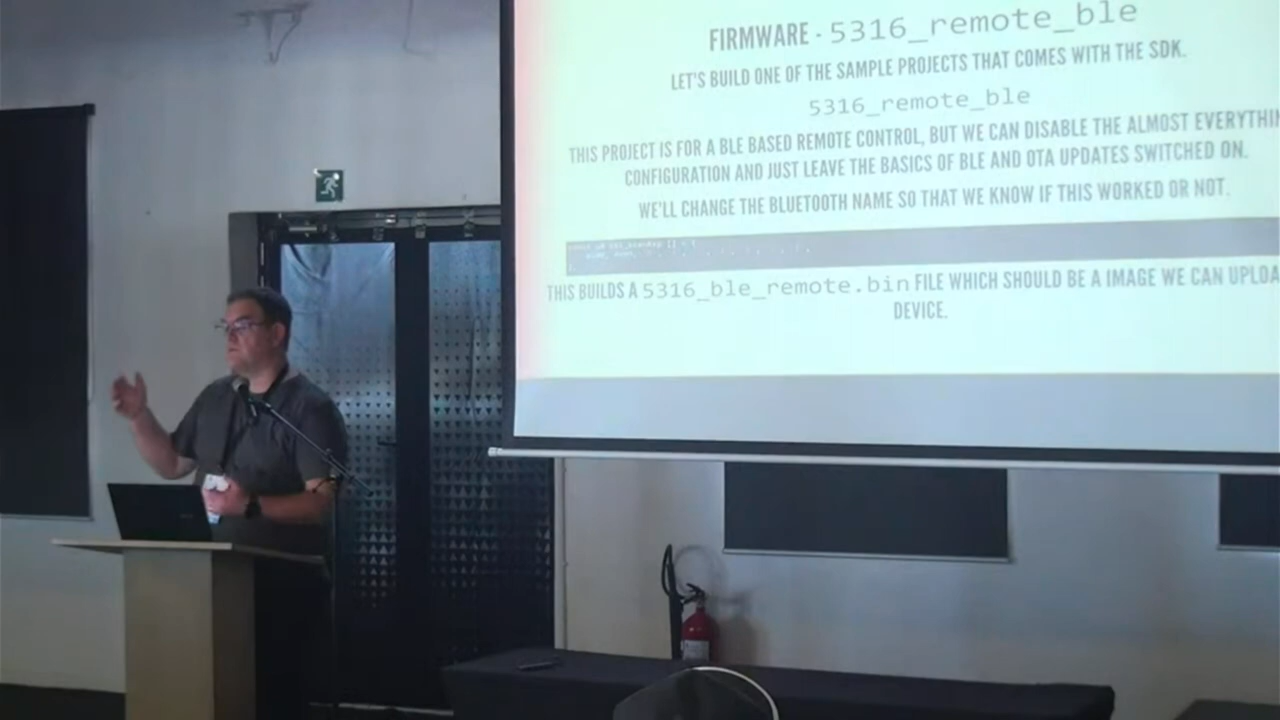 FIRMWARE - 5316_remote_ble
LET'S BUILD ONE OF THE SAMPLE PROJECTS THAT COMES WITH THE SDK.
5316_remote_ble
THIS PROJECT IS FOR A BLE BASED REMOTE CONTROL, BUT WE CAN DISABLE THE ALMOST EVERYTHIN
CONFIGURATION AND JUST LEAVE THE BASICS OF BLE AND OTA UPDATES SWITCHED ON.
WE'LL CHANGE THE BLUETOOTH NAME SO THAT WE KNOW IF THIS WORKED OR NOT.
THIS BUILDS A 5316_ble_remote.bin FILE WHICH SHOULD BE A IMAGE WE CAN UPLOA
DEVICE.